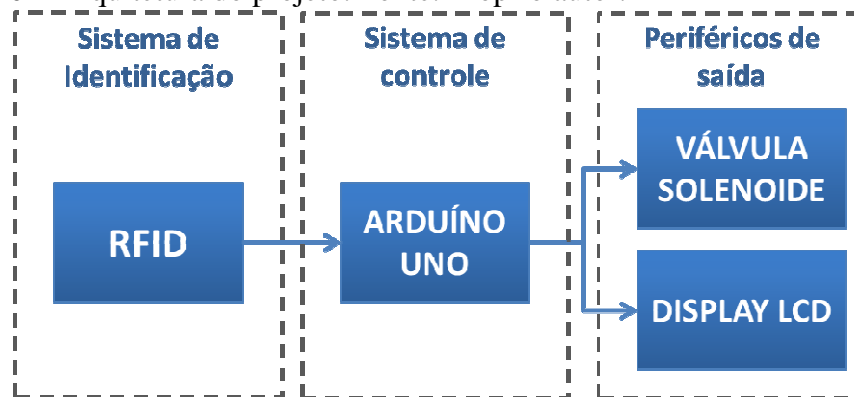 Sistema de
Identificação
Sistema de
controle
Periféricos de
saída
RFID
ARDUÍNO
UNO
VÁLVULA
SOLENOIDE
DISPLAY LCD